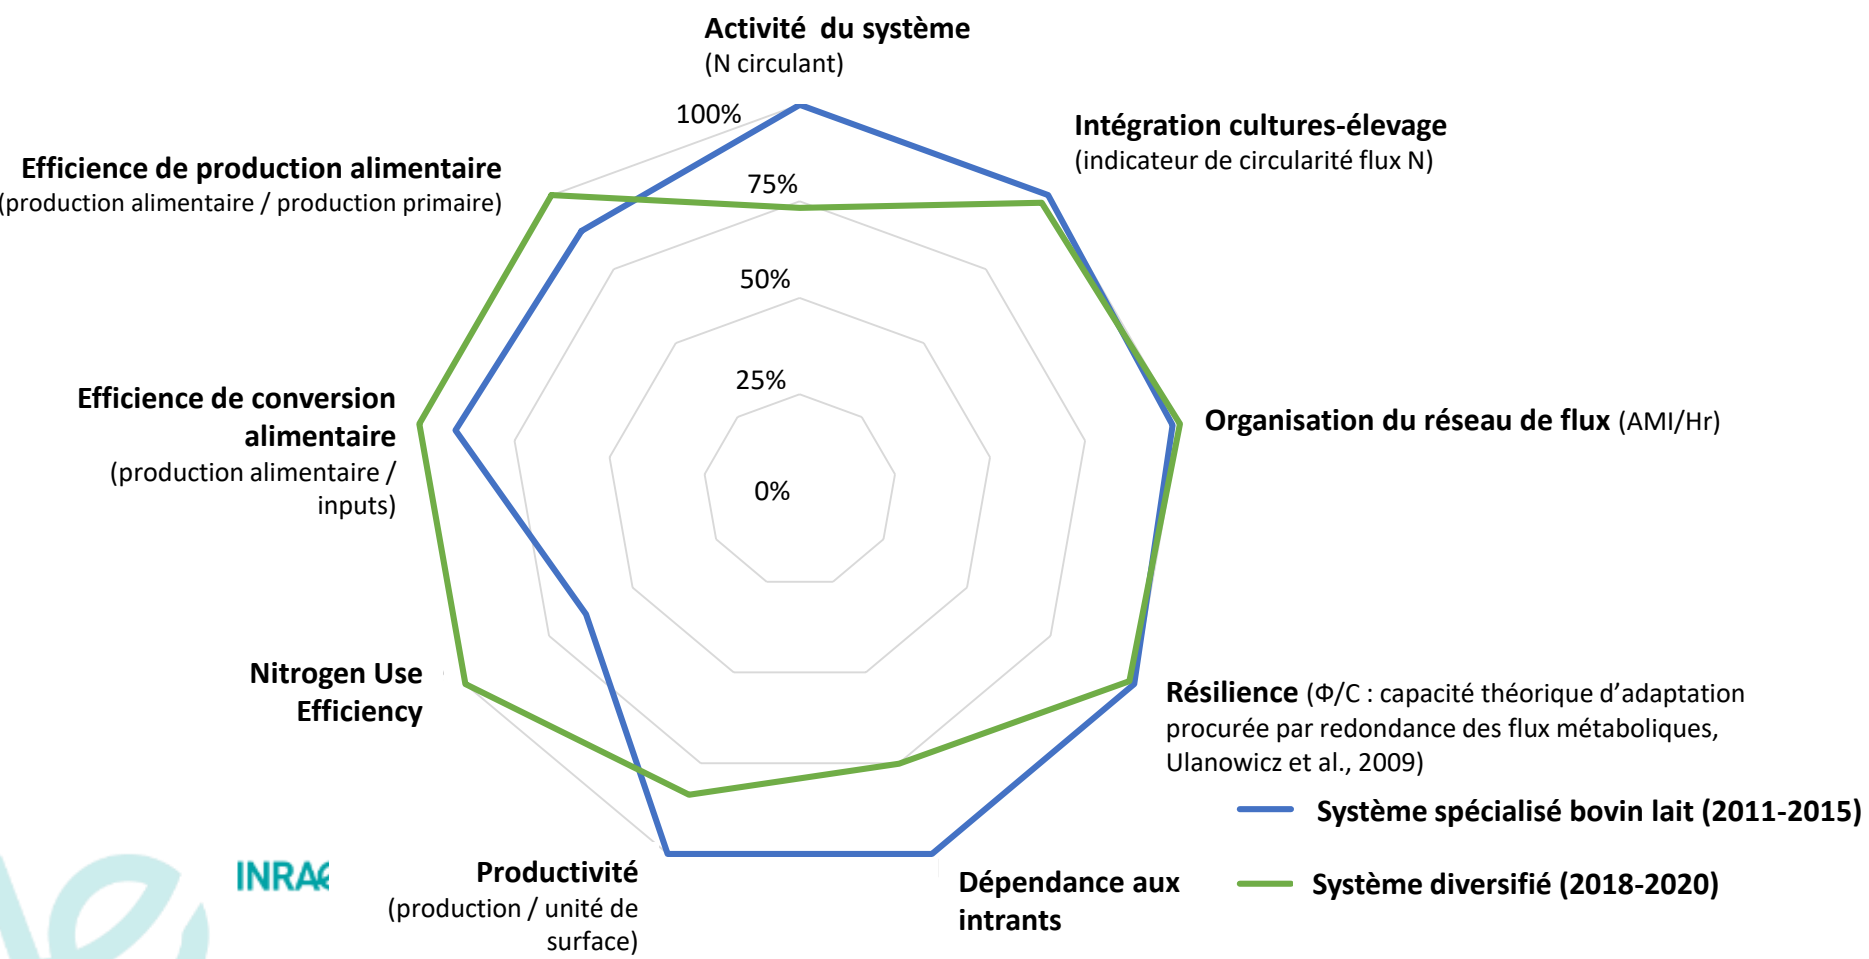 Activité  du système
(N circulant)
100%
Intégration cultures-élevage
(indicateur de circularité flux N)
Efficience de production alimentaire
(production alimentaire / production primaire)
75%
50%
25%
0%
Efficience de conversion
alimentaire
(production alimentaire /
inputs)
Organisation du réseau de flux (AMI/Hr)
Nitrogen Use
Efficiency
Résilience (Φ/C : capacité théorique d’adaptation
procurée par redondance des flux métaboliques,
Ulanowicz et al., 2009)
Système spécialisé bovin lait (2011-2015)
Système diversifié (2018-2020)
Productivité
(production / unité de
surface)
Dépendance aux
intrants
INRAe